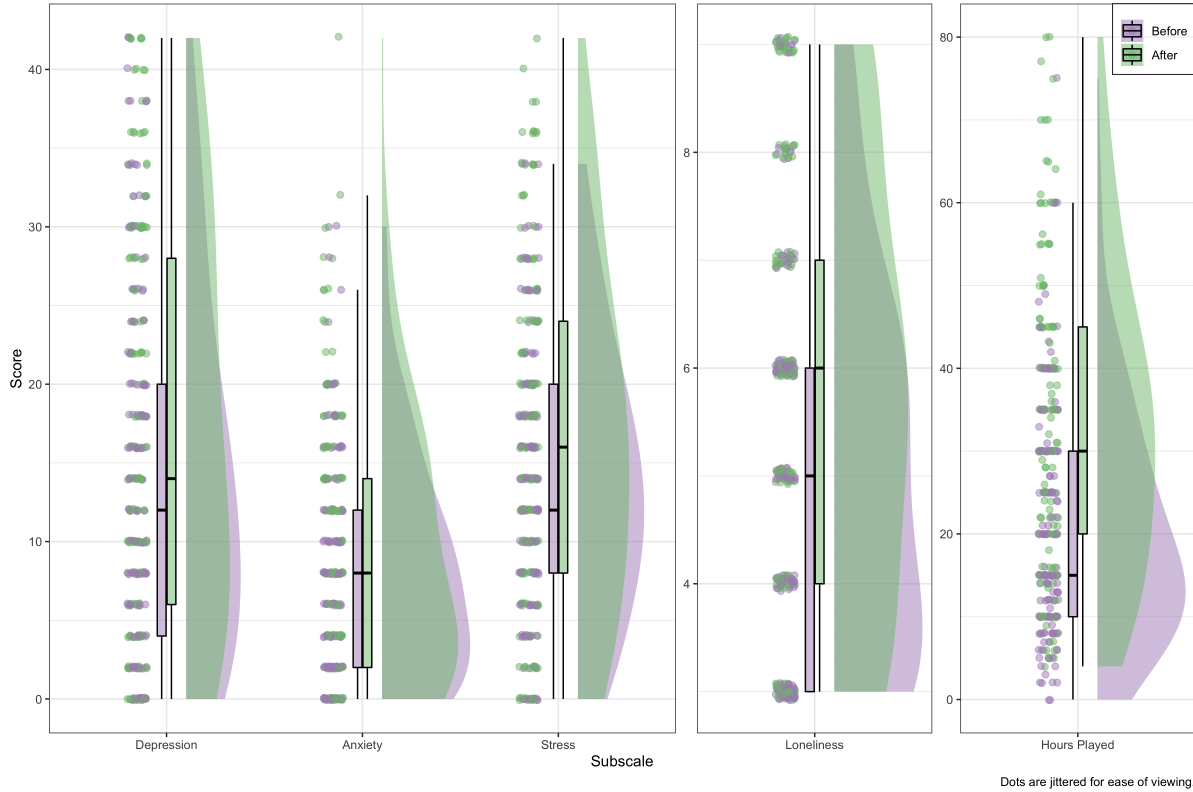 Score
40
30
20
10
0
Depression
Anxiety
Stress
Subscale
8
6
4
Loneliness
80
60
40
20
0
Hours Played
Before
After
Dots are jittered for ease of viewing.